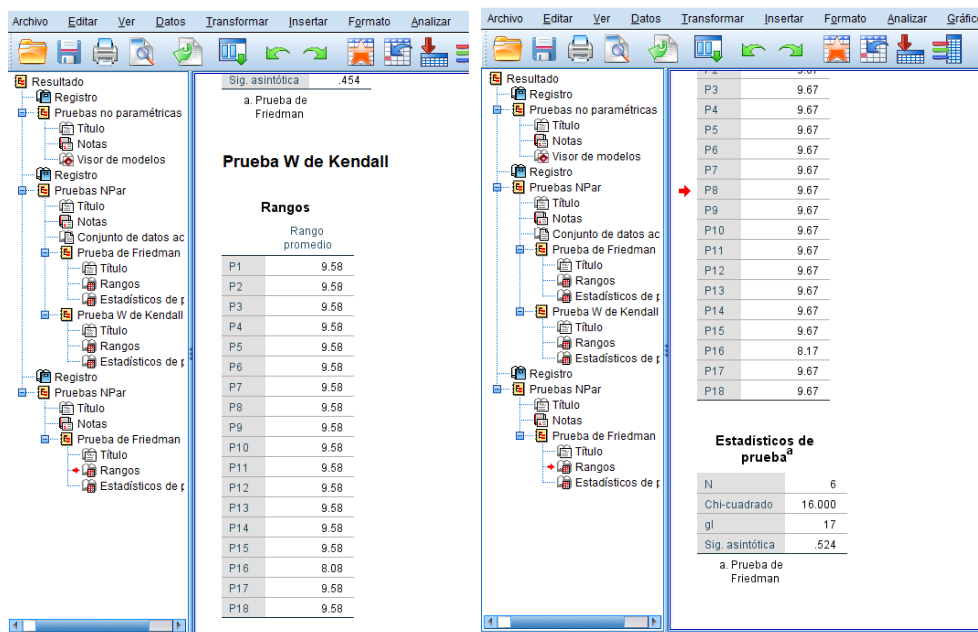 Archivo Editar Ver Datos Transformar Insertar Formato Analizar
Resultado
Registro
Pruebas no paramétricas
Título
Notas
Visor de modelos
Registro
Pruebas NPar
Título
Notas
Conjunto de datos ac
Prueba de Friedman
Título
Rangos
Estadísticos de p
Prueba W de Kendall
Título
Rangos
Estadísticos de p
Registro
Pruebas NPar
Título
Notas
Prueba de Friedman
Título
Rangos
Estadísticos de p
Sig. asintótica .454
a. Prueba de
Friedman
Prueba W de Kendall
Rangos
Rango
promedio
P1 9.58
P2 9.58
P3 9.58
P4 9.58
P5 9.58
P6 9.58
P7 9.58
P8 9.58
P9 9.58
P10 9.58
P11 9.58
P12 9.58
P13 9.58
P14 9.58
P15 9.58
P16 8.08
P17 9.58
P18 9.58
Archivo Editar Ver Datos Transformar Insertar Formato Analizar Gráfic
Resultado
Registro
Pruebas no paramétricas
Título
Notas
Visor de modelos
Registro
Pruebas NPar
Título
Notas
Conjunto de datos ac
Prueba de Friedman
Título
Rangos
Estadísticos de p
Prueba W de Kendall
Título
Rangos
Estadísticos de p
Registro
Pruebas NPar
Título
Notas
Prueba de Friedman
Título
Rangos
Estadísticos de p
P3 9.67
P4 9.67
P5 9.67
P6 9.67
P7 9.67
P8 9.67
P9 9.67
P10 9.67
P11 9.67
P12 9.67
P13 9.67
P14 9.67
P15 9.67
P16 8.17
P17 9.67
P18 9.67
Estadísticos de
prueba a
N 6
Chi-cuadrado 16.000
gl 17
Sig. asintótica .524
a. Prueba de
Friedman